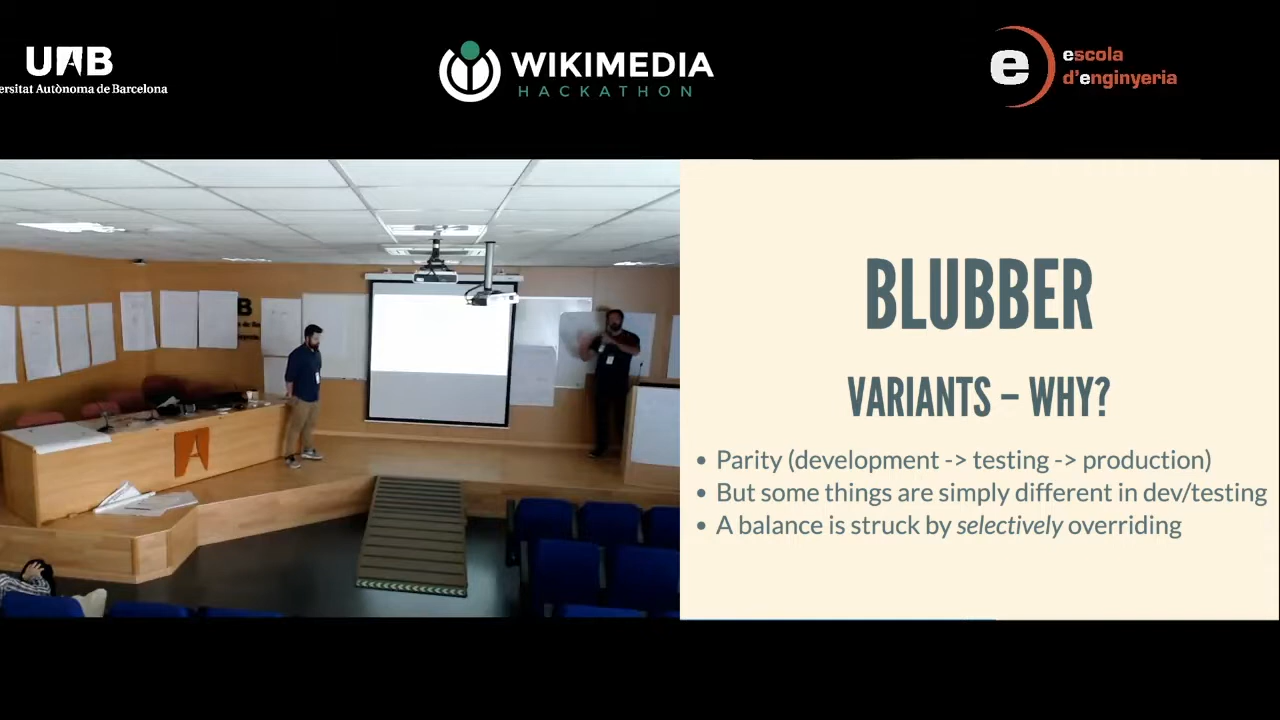 UAB
ersitat Autònoma de Barcelona
WIKIMEDIA
HACKATHON
e
escola
d'enginyeria
BLUBBER
VARIANTS – WHY?
• Parity (development -> testing -> production)
• But some things are simply different in dev/testing
• A balance is struck by selectively overriding